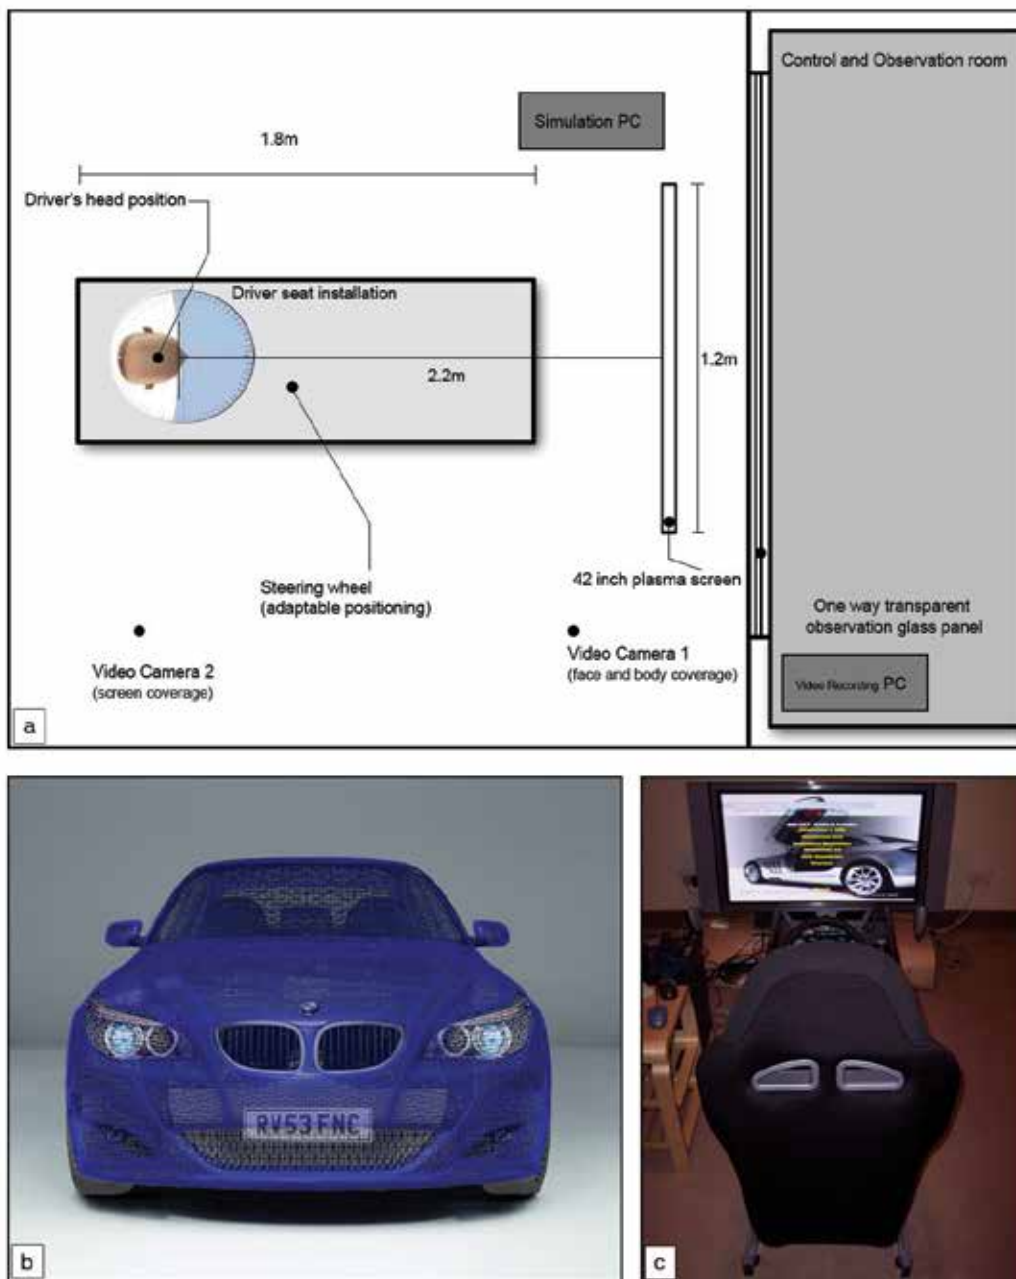 Control and Observation room
Simulation PC
1.8m
Driver's head position
Driver seat installation
2.2m
1.2m
Steering wheel
(adaptable positioning)
42 inch plasma screen
One way transparent
observation glass panel
Video Camera 2
(screen coverage)
Video Camera 1
(face and body coverage)
Video Recording PC
a
RV53 FNC
b
c